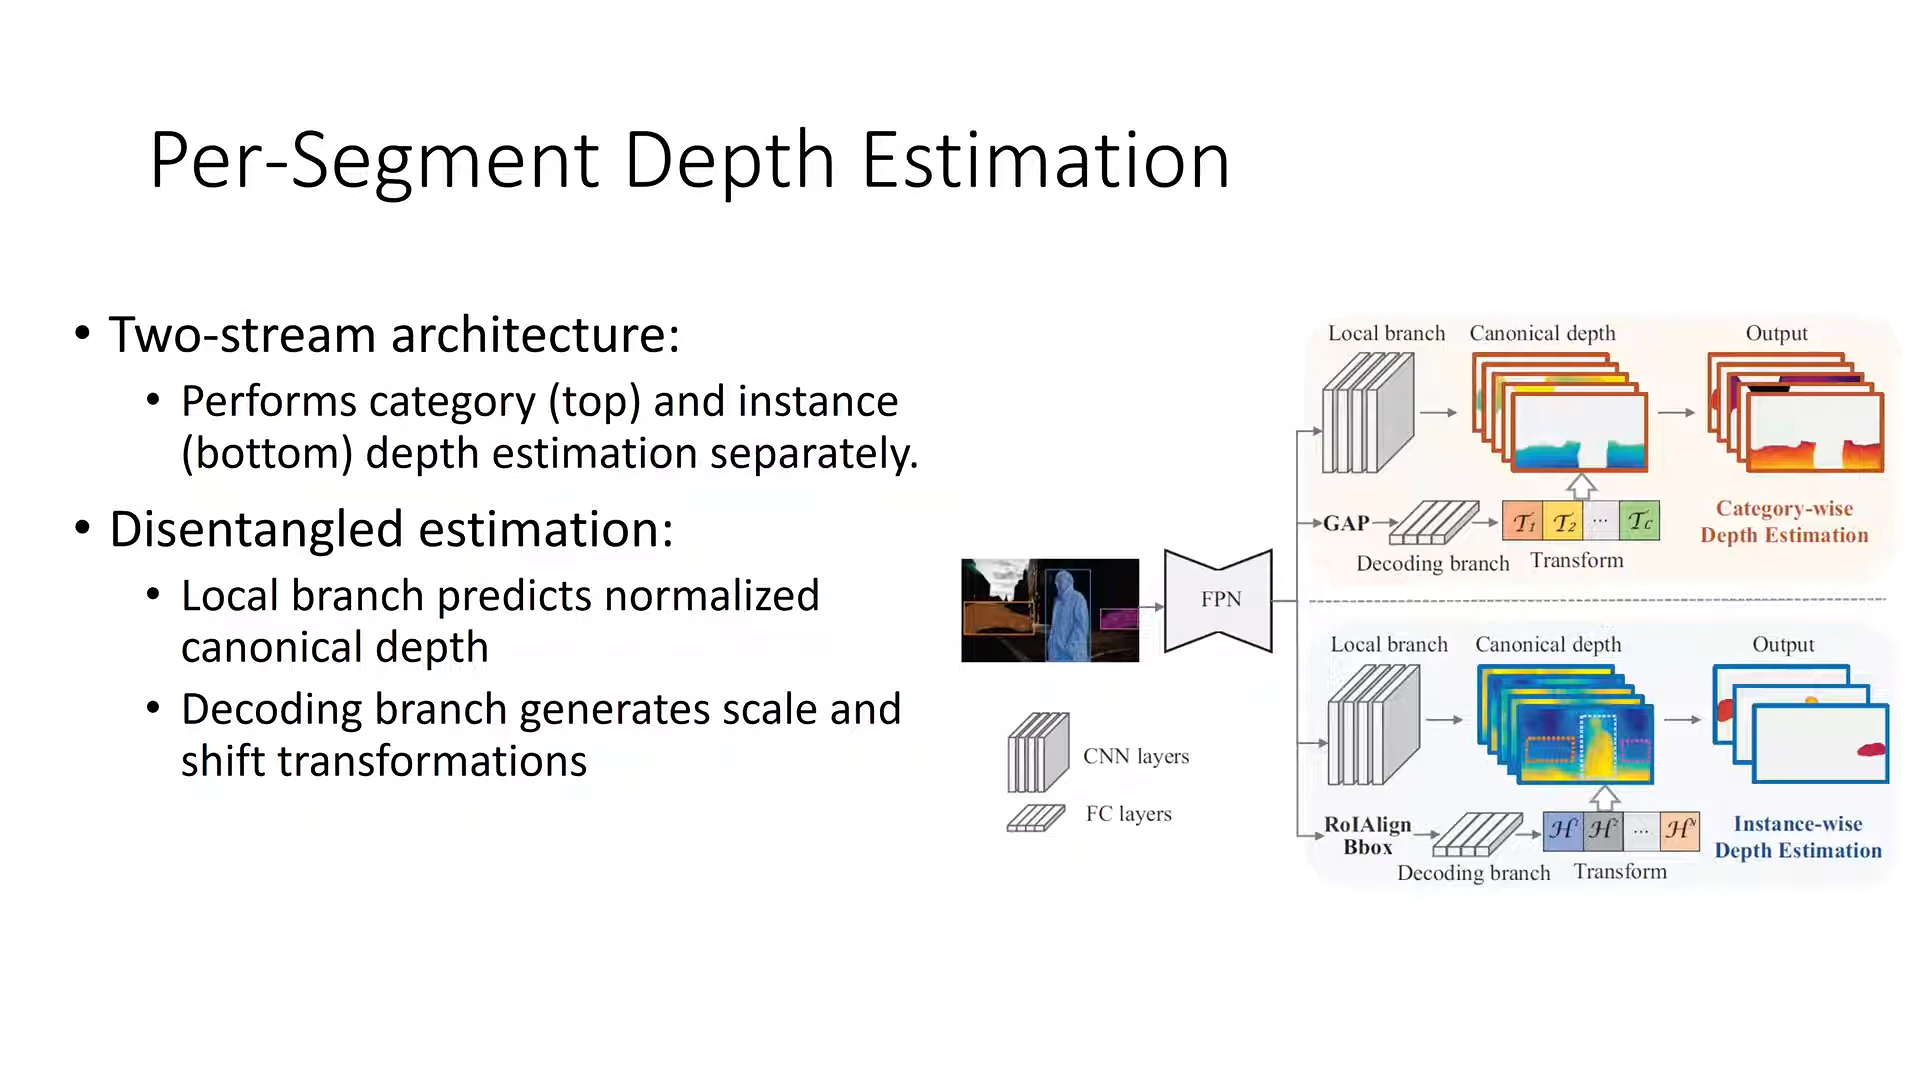 Per-Segment Depth Estimation
• Two-stream architecture:
• Performs category (top) and instance
(bottom) depth estimation separately.
• Disentangled estimation:
• Local branch predicts normalized
canonical depth
• Decoding branch generates scale and
shift transformations
FPN
CNN layers
FC layers
Local branch
Canonical depth
Output
GAP
Decoding branch
𝒯₁ 𝒯₂ ... 𝒯C
Transform
Category-wise
Depth Estimation
Local branch
Canonical depth
Output
RoIAlign
Bbox
Decoding branch
ℋ¹ ℋ² ... ℋᴺ
Transform
Instance-wise
Depth Estimation